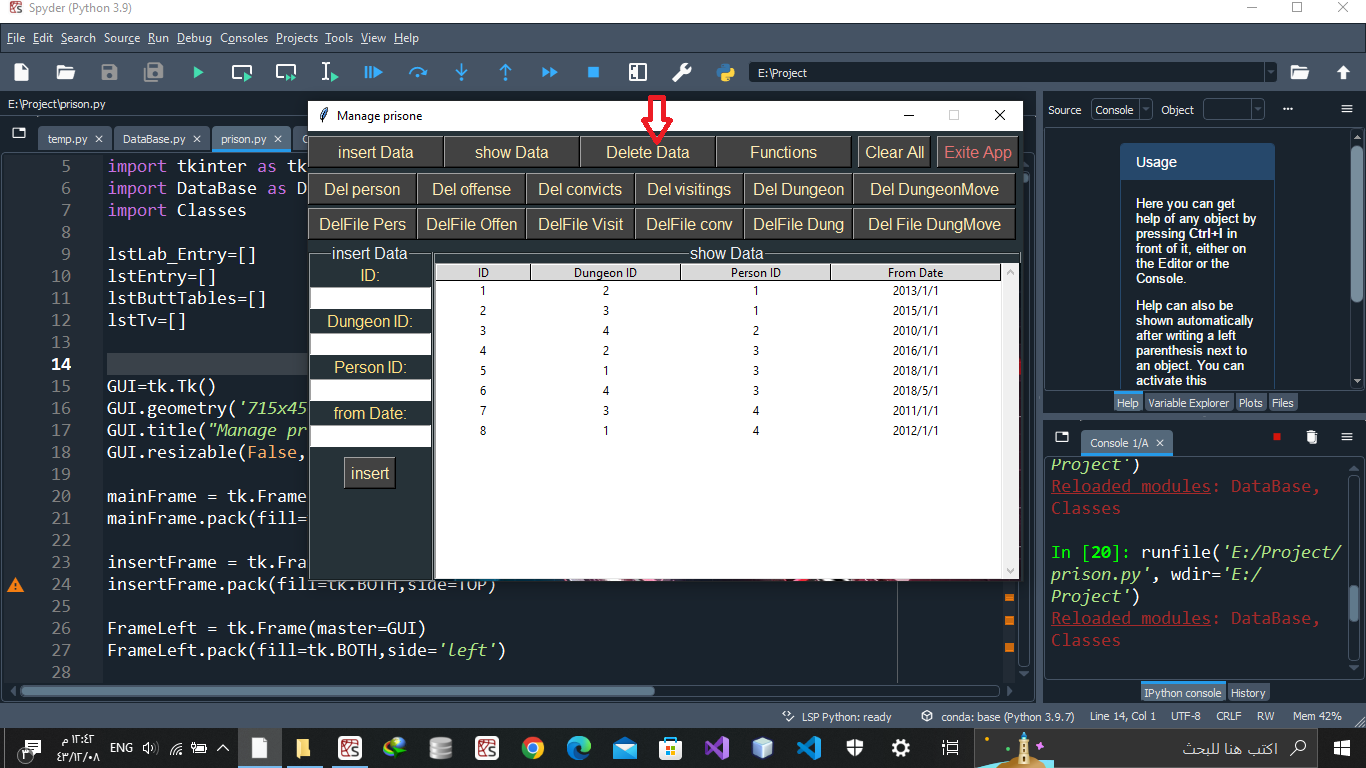 Spyder (Python 3.9)
File Edit Search Source Run Debug Consoles Projects Tools View Help
E:\Project
E:\Project\prison.py
temp.py
DataBase.py
prison.py
5 import tkinter as tk
6 import DataBase as D
7 import Classes
8
9 lstLab_Entry=[]
10 lstEntry=[]
11 lstButtTables=[]
12 lstTv=[]
13
14
15 GUI=tk.Tk()
16 GUI.geometry('715x45
17 GUI.title("Manage pr
18 GUI.resizable(False,
19
20 mainFrame = tk.Frame
21 mainFrame.pack(fill=
22
23 insertFrame = tk.Fra
24 insertFrame.pack(fill=tk.BOTH,side=TOP)
25
26 FrameLeft = tk.Frame(master=GUI)
27 FrameLeft.pack(fill=tk.BOTH,side='left')
28
Manage prisone
insert Data show Data Delete Data Functions Clear All Exite App
Del person Del offense Del convicts Del visitings Del Dungeon Del DungeonMove
DelFile Pers DelFile Offen DelFile Visit DelFile conv DelFile Dung Del File DungMove
insert Data
ID:
Dungeon ID:
Person ID:
from Date:
insert
show Data
ID Dungeon ID Person ID From Date
1 2 1 2013/1/1
2 3 1 2015/1/1
3 4 2 2010/1/1
4 2 3 2016/1/1
5 1 3 2018/1/1
6 4 3 2018/5/1
7 3 4 2011/1/1
8 1 4 2012/1/1
Source Console Object
Usage
Here you can get
help of any object by
pressing Ctrl+I in
front of it, either on
the Editor or the
Console.
Help can also be
shown automatically
after writing a left
parenthesis next to
an object. You can
activate this
Help Variable Explorer Plots Files
Console 1/A
Project')
Reloaded modules: DataBase,
Classes
In [20]: runfile('E:/Project/
prison.py', wdir='E:/
Project')
Reloaded modules: DataBase,
Classes
IPython console History
LSP Python: ready conda: base (Python 3.9.7) Line 14, Col 1 UTF-8 CRLF RW Mem 42%
١٢:٤٢ م
٤٣/١٢/٠٨
ENG
اكتب هنا للبحث